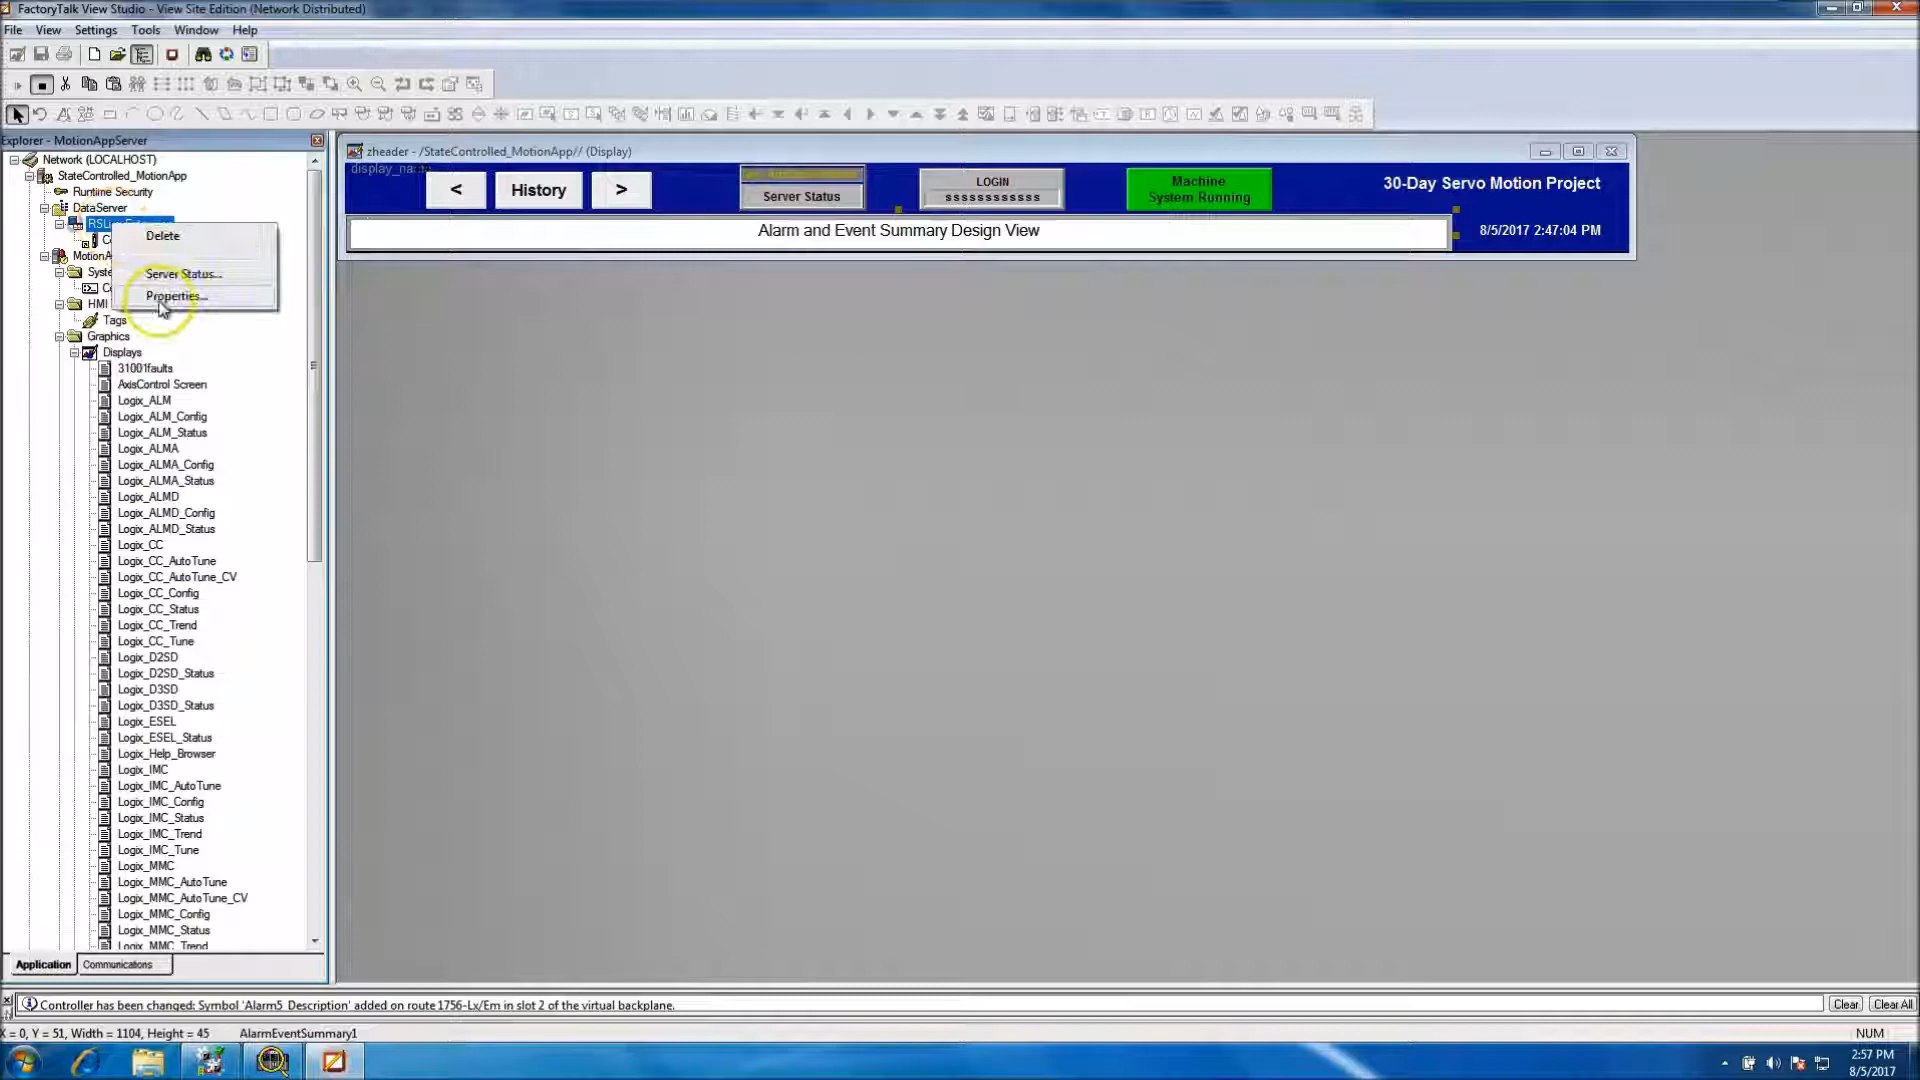 FactoryTalk View Studio - View Site Edition (Network Distributed)
File View Settings Tools Window Help
Explorer - MotionAppServer
Network (LOCALHOST)
StateControlled_MotionApp
Runtime Security
DataServer
Delete
Server Status...
Properties...
MotionA
Syste
HMI
Tags
Graphics
Displays
31001faults
AxisControl Screen
Logix_ALM
Logix_ALM_Config
Logix_ALM_Status
Logix_ALMA
Logix_ALMA_Config
Logix_ALMA_Status
Logix_ALMD
Logix_ALMD_Config
Logix_ALMD_Status
Logix_CC
Logix_CC_AutoTune
Logix_CC_AutoTune_CV
Logix_CC_Config
Logix_CC_Status
Logix_CC_Trend
Logix_CC_Tune
Logix_D2SD
Logix_D2SD_Status
Logix_D3SD
Logix_D3SD_Status
Logix_ESEL
Logix_ESEL_Status
Logix_Help_Browser
Logix_IMC
Logix_IMC_AutoTune
Logix_IMC_Config
Logix_IMC_Status
Logix_IMC_Trend
Logix_IMC_Tune
Logix_MMC
Logix_MMC_AutoTune
Logix_MMC_AutoTune_CV
Logix_MMC_Config
Logix_MMC_Status
Logix_MMC_Trend
Application Communications
zheader - /StateControlled_MotionApp// (Display)
display_na
< History > Server Status
LOGIN
ssssssssssss
Machine
System Running
30-Day Servo Motion Project
Alarm and Event Summary Design View
8/5/2017 2:47:04 PM
Controller has been changed: Symbol 'Alarm5_Description' added on route 1756-Lx/Em in slot 2 of the virtual backplane.
Clear Clear All
X = 0, Y = 51, Width = 1104, Height = 45 AlarmEventSummary1
NUM
2:57 PM
8/5/2017